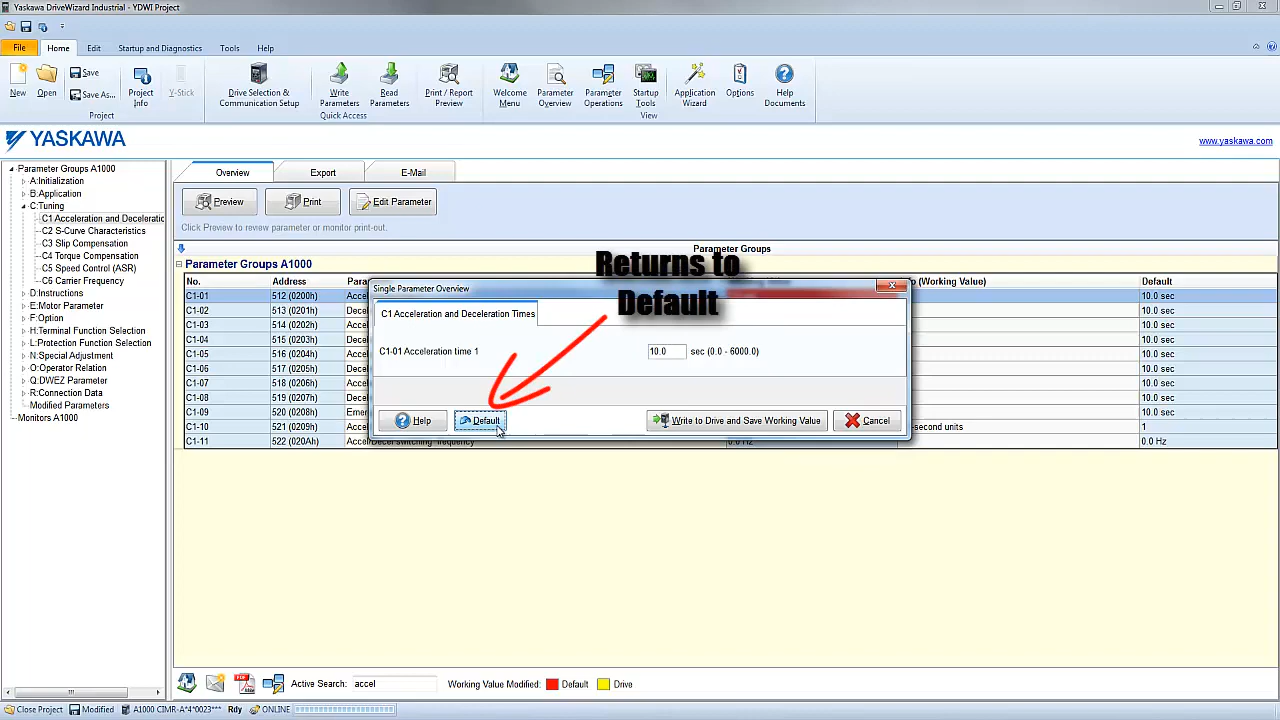 Yaskawa DriveWizard Industrial - YDWI Project
File Home Edit Startup and Diagnostics Tools Help
New Open Save Save As... Project Info V-Stick Drive Selection & Communication Setup Write Parameters Read Parameters Print / Report Preview Welcome Menu Parameter Overview Parameter Operations Startup Tools Application Wizard Options Help Documents
Project Quick Access View
YASKAWA www.yaskawa.com
Parameter Groups A1000
A:Initialization
B:Application
C:Tuning
C1 Acceleration and Deceleratic
C2 S-Curve Characteristics
C3 Slip Compensation
C4 Torque Compensation
C5 Speed Control (ASR)
C6 Carrier Frequency
D:Instructions
E:Motor Parameter
F:Option
H:Terminal Function Selection
L:Protection Function Selection
N:Special Adjustment
O:Operator Relation
Q:DWEZ Parameter
R:Connection Data
Modified Parameters
Monitors A1000
Overview Export E-Mail
Preview Print Edit Parameter
Click Preview to review parameter or monitor print-out.
Parameter Groups
Parameter Groups A1000
No. Address (Working Value) Default
C1-01 512 (0200h) 10.0 sec
C1-02 513 (0201h) 10.0 sec
C1-03 514 (0202h) 10.0 sec
C1-04 515 (0203h) 10.0 sec
C1-05 516 (0204h) 10.0 sec
C1-06 517 (0205h) 10.0 sec
C1-07 518 (0206h) 10.0 sec
C1-08 519 (0207h) 10.0 sec
C1-09 520 (0208h) 10.0 sec
C1-10 521 (0209h) -second units 1
C1-11 522 (020Ah) Accel/Decel switching frequency 0.0 Hz 0.0 Hz
Returns to
Default
Single Parameter Overview
C1 Acceleration and Deceleration Times
C1-01 Acceleration time 1 10.0 sec (0.0 - 6000.0)
Help Default Write to Drive and Save Working Value Cancel
Active Search: accel Working Value Modified: Default Drive
Close Project Modified A1000 CIMR-A*4*0023*** Rdy ONLINE